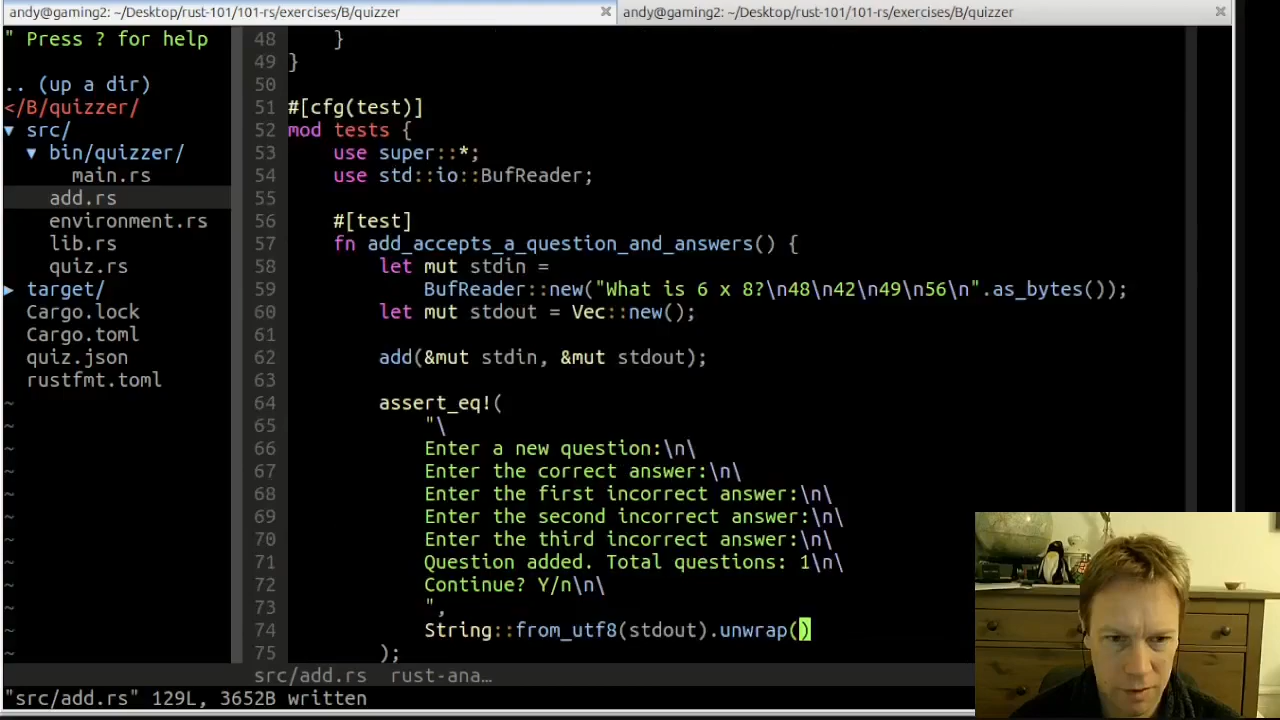 andy@gaming2: ~/Desktop/rust-101/101-rs/exercises/B/quizzer × andy@gaming2: ~/Desktop/rust-101/101-rs/exercises/B/quizzer ×
" Press ? for help
.. (up a dir)
</B/quizzer/
▼ src/
▼ bin/quizzer/
main.rs
add.rs
environment.rs
lib.rs
quiz.rs
▶ target/
Cargo.lock
Cargo.toml
quiz.json
rustfmt.toml
~
~
~
~
~
~
~
~
~
~
~
~
48 }
49 }
50
51 #[cfg(test)]
52 mod tests {
53 use super::*;
54 use std::io::BufReader;
55
56 #[test]
57 fn add_accepts_a_question_and_answers() {
58 let mut stdin =
59 BufReader::new("What is 6 x 8?\n48\n42\n49\n56\n".as_bytes());
60 let mut stdout = Vec::new();
61
62 add(&mut stdin, &mut stdout);
63
64 assert_eq!(
65 "\
66 Enter a new question:\n\
67 Enter the correct answer:\n\
68 Enter the first incorrect answer:\n\
69 Enter the second incorrect answer:\n\
70 Enter the third incorrect answer:\n\
71 Question added. Total questions: 1\n\
72 Continue? Y/n\n\
73 ",
74 String::from_utf8(stdout).unwrap()
75 );
src/add.rs rust-ana…
"src/add.rs" 129L, 3652B written